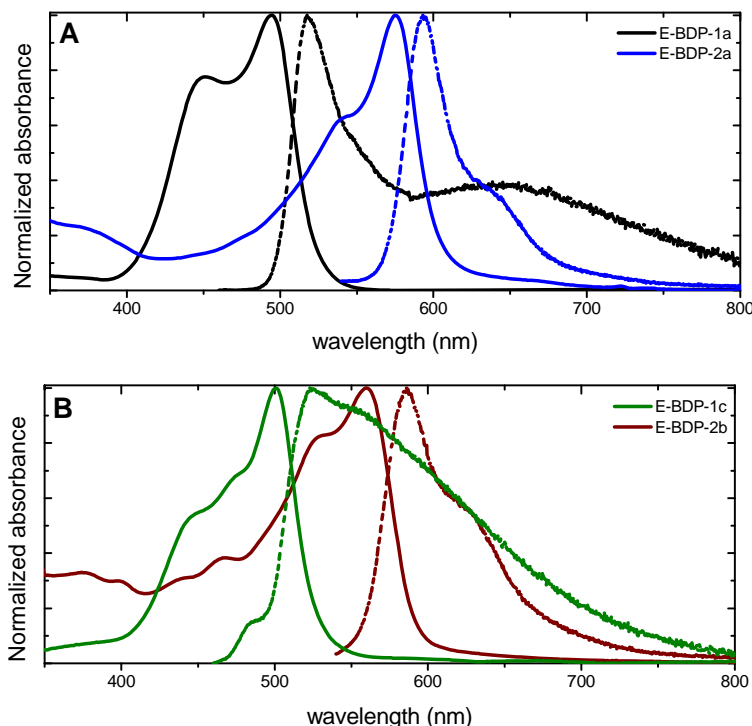 A
E-BDP-1a
E-BDP-2a
Normalized absorbance
400 500 600 700 800
wavelength (nm)
B
E-BDP-1c
E-BDP-2b
Normalized absorbance
400 500 600 700 800
wavelength (nm)